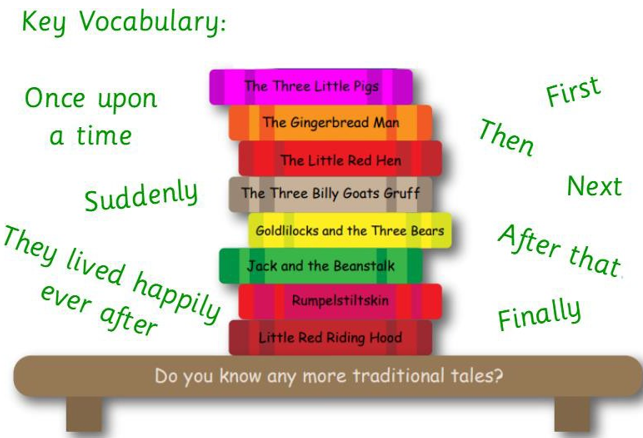 Key Vocabulary:
Once upon
a time
Suddenly
They lived happily
ever after
The Three Little Pigs
The Gingerbread Man
The Little Red Hen
The Three Billy Goats Gruff
Goldlilocks and the Three Bears
Jack and the Beanstalk
Rumpelstiltskin
Little Red Riding Hood
First
Then
Next
After that
Finally
Do you know any more traditional tales?